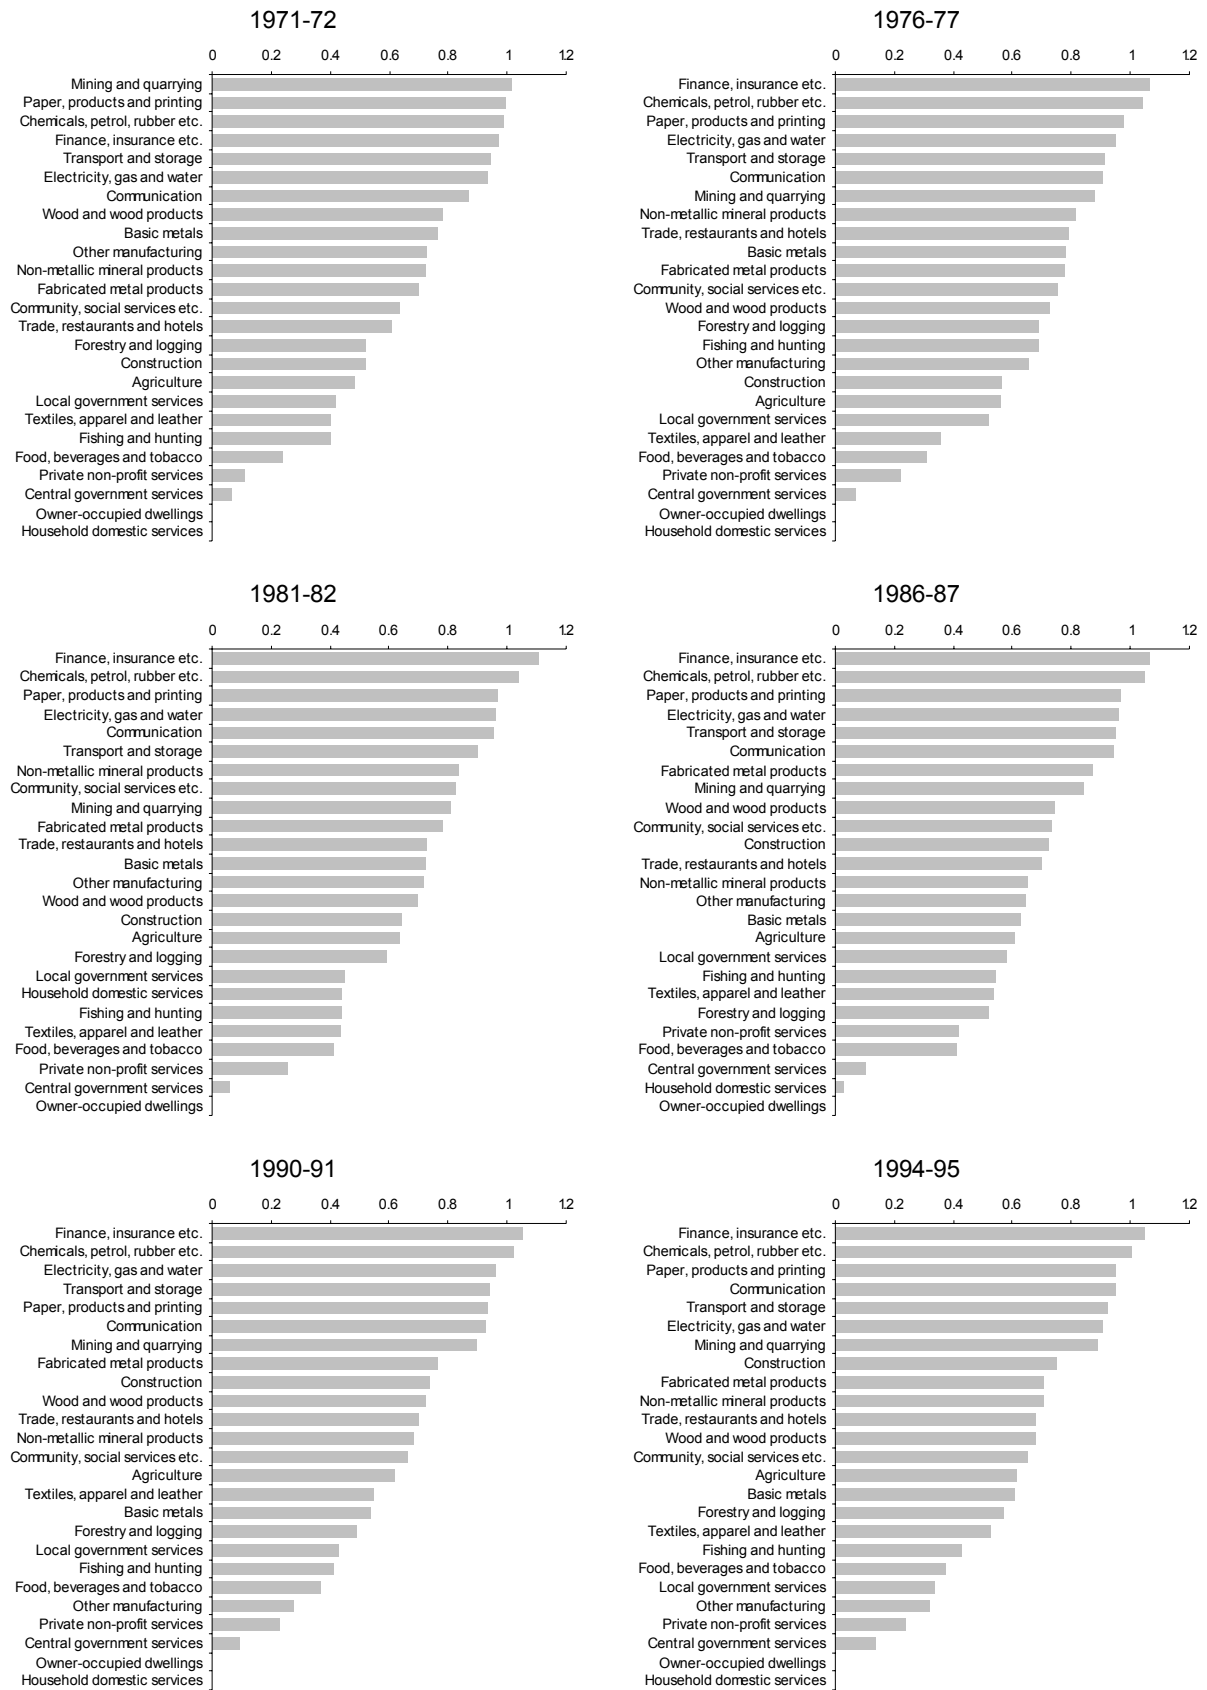 1971-72
0 0.2 0.4 0.6 0.8 1 1.2
Mining and quarrying
Paper, products and printing
Chemicals, petrol, rubber etc.
Finance, insurance etc.
Transport and storage
Electricity, gas and water
Communication
Wood and wood products
Basic metals
Other manufacturing
Non-metallic mineral products
Fabricated metal products
Community, social services etc.
Trade, restaurants and hotels
Forestry and logging
Construction
Agriculture
Local government services
Textiles, apparel and leather
Fishing and hunting
Food, beverages and tobacco
Private non-profit services
Central government services
Owner-occupied dwellings
Household domestic services
1976-77
0 0.2 0.4 0.6 0.8 1 1.2
Finance, insurance etc.
Chemicals, petrol, rubber etc.
Paper, products and printing
Electricity, gas and water
Transport and storage
Communication
Mining and quarrying
Non-metallic mineral products
Trade, restaurants and hotels
Basic metals
Fabricated metal products
Community, social services etc.
Wood and wood products
Forestry and logging
Fishing and hunting
Other manufacturing
Construction
Agriculture
Local government services
Textiles, apparel and leather
Food, beverages and tobacco
Private non-profit services
Central government services
Owner-occupied dwellings
Household domestic services
1981-82
0 0.2 0.4 0.6 0.8 1 1.2
Finance, insurance etc.
Chemicals, petrol, rubber etc.
Paper, products and printing
Electricity, gas and water
Communication
Transport and storage
Non-metallic mineral products
Community, social services etc.
Mining and quarrying
Fabricated metal products
Trade, restaurants and hotels
Basic metals
Other manufacturing
Wood and wood products
Construction
Agriculture
Forestry and logging
Local government services
Household domestic services
Fishing and hunting
Textiles, apparel and leather
Food, beverages and tobacco
Private non-profit services
Central government services
Owner-occupied dwellings
1986-87
0 0.2 0.4 0.6 0.8 1 1.2
Finance, insurance etc.
Chemicals, petrol, rubber etc.
Paper, products and printing
Electricity, gas and water
Transport and storage
Communication
Fabricated metal products
Mining and quarrying
Wood and wood products
Community, social services etc.
Construction
Trade, restaurants and hotels
Non-metallic mineral products
Other manufacturing
Basic metals
Agriculture
Local government services
Fishing and hunting
Textiles, apparel and leather
Forestry and logging
Private non-profit services
Food, beverages and tobacco
Central government services
Household domestic services
Owner-occupied dwellings
1990-91
0 0.2 0.4 0.6 0.8 1 1.2
Finance, insurance etc.
Chemicals, petrol, rubber etc.
Electricity, gas and water
Transport and storage
Paper, products and printing
Communication
Mining and quarrying
Fabricated metal products
Construction
Wood and wood products
Trade, restaurants and hotels
Non-metallic mineral products
Community, social services etc.
Agriculture
Textiles, apparel and leather
Basic metals
Forestry and logging
Local government services
Fishing and hunting
Food, beverages and tobacco
Other manufacturing
Private non-profit services
Central government services
Owner-occupied dwellings
Household domestic services
1994-95
0 0.2 0.4 0.6 0.8 1 1.2
Finance, insurance etc.
Chemicals, petrol, rubber etc.
Paper, products and printing
Communication
Transport and storage
Electricity, gas and water
Mining and quarrying
Construction
Fabricated metal products
Non-metallic mineral products
Trade, restaurants and hotels
Wood and wood products
Community, social services etc.
Agriculture
Basic metals
Forestry and logging
Textiles, apparel and leather
Fishing and hunting
Food, beverages and tobacco
Local government services
Other manufacturing
Private non-profit services
Central government services
Owner-occupied dwellings
Household domestic services